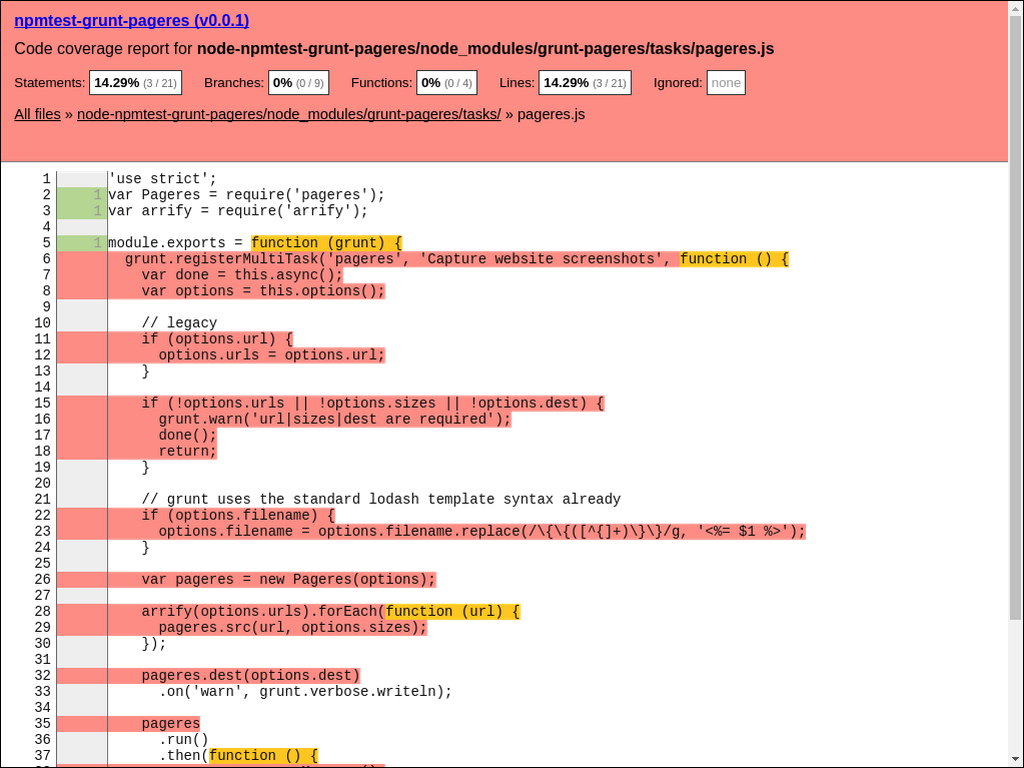 npmtest-grunt-pageres (v0.0.1)
Code coverage report for node-npmtest-grunt-pageres/node_modules/grunt-pageres/tasks/pageres.js
Statements: 14.29% (3 / 21) Branches: 0% (0 / 9) Functions: 0% (0 / 4) Lines: 14.29% (3 / 21) Ignored: none
All files » node-npmtest-grunt-pageres/node_modules/grunt-pageres/tasks/ » pageres.js
1 'use strict';
2 1 var Pageres = require('pageres');
3 1 var arrify = require('arrify');
4
5 1 module.exports = function (grunt) {
6   grunt.registerMultiTask('pageres', 'Capture website screenshots', function () {
7     var done = this.async();
8     var options = this.options();
9
10     // legacy
11     if (options.url) {
12       options.urls = options.url;
13     }
14
15     if (!options.urls || !options.sizes || !options.dest) {
16       grunt.warn('url|sizes|dest are required');
17       done();
18       return;
19     }
20
21     // grunt uses the standard lodash template syntax already
22     if (options.filename) {
23       options.filename = options.filename.replace(/\{\{([^{]+)\}\}/g, '<%= $1 %>');
24     }
25
26     var pageres = new Pageres(options);
27
28     arrify(options.urls).forEach(function (url) {
29       pageres.src(url, options.sizes);
30     });
31
32     pageres.dest(options.dest)
33       .on('warn', grunt.verbose.writeln);
34
35     pageres
36       .run()
37       .then(function () {